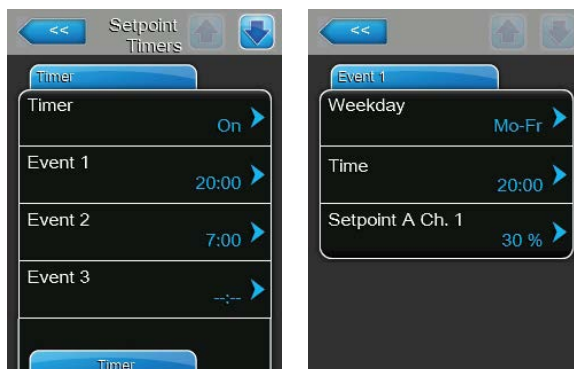 <<
Setpoint
Timers
Timer
Timer
On
Event 1
20:00
Event 2
7:00
Event 3
--:--
Timer
<<
Event 1
Weekday
Mo-Fr
Time
20:00
Setpoint A Ch. 1
30 %